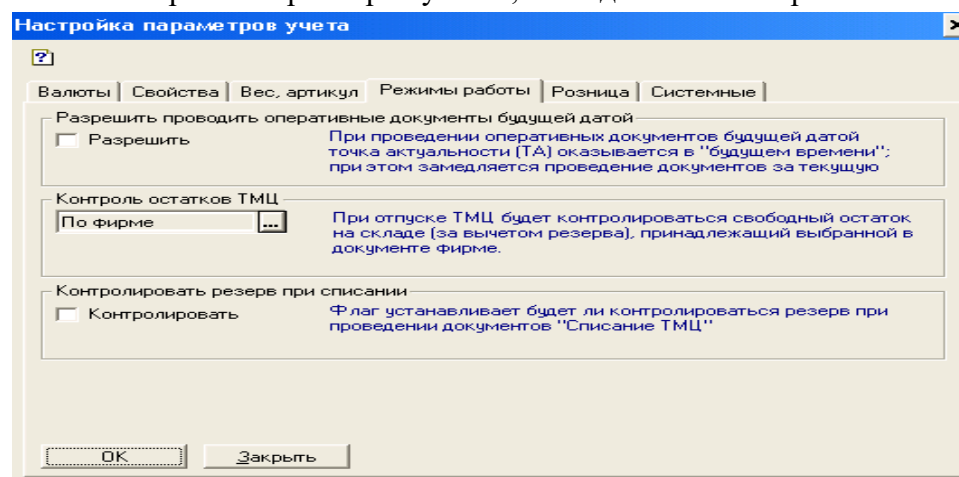 Настройка параметров учета
Валюты Свойства Вес, артикул Режимы работы Розница Системные
Разрешить проводить оперативные документы будущей датой
Разрешить
При проведении оперативных документов будущей датой
точка актуальности (ТА) оказывается в "будущем времени";
при этом замедляется проведение документов за текущую
Контроль остатков ТМЦ
По фирме ...
При отпуске ТМЦ будет контролироваться свободный остаток
на складе (за вычетом резерва), принадлежащий выбранной в
документе фирме.
Контролировать резерв при списании
Контролировать
Флаг устанавливает будет ли контролироваться резерв при
проведении документов "Списание ТМЦ"
OK Закрыть